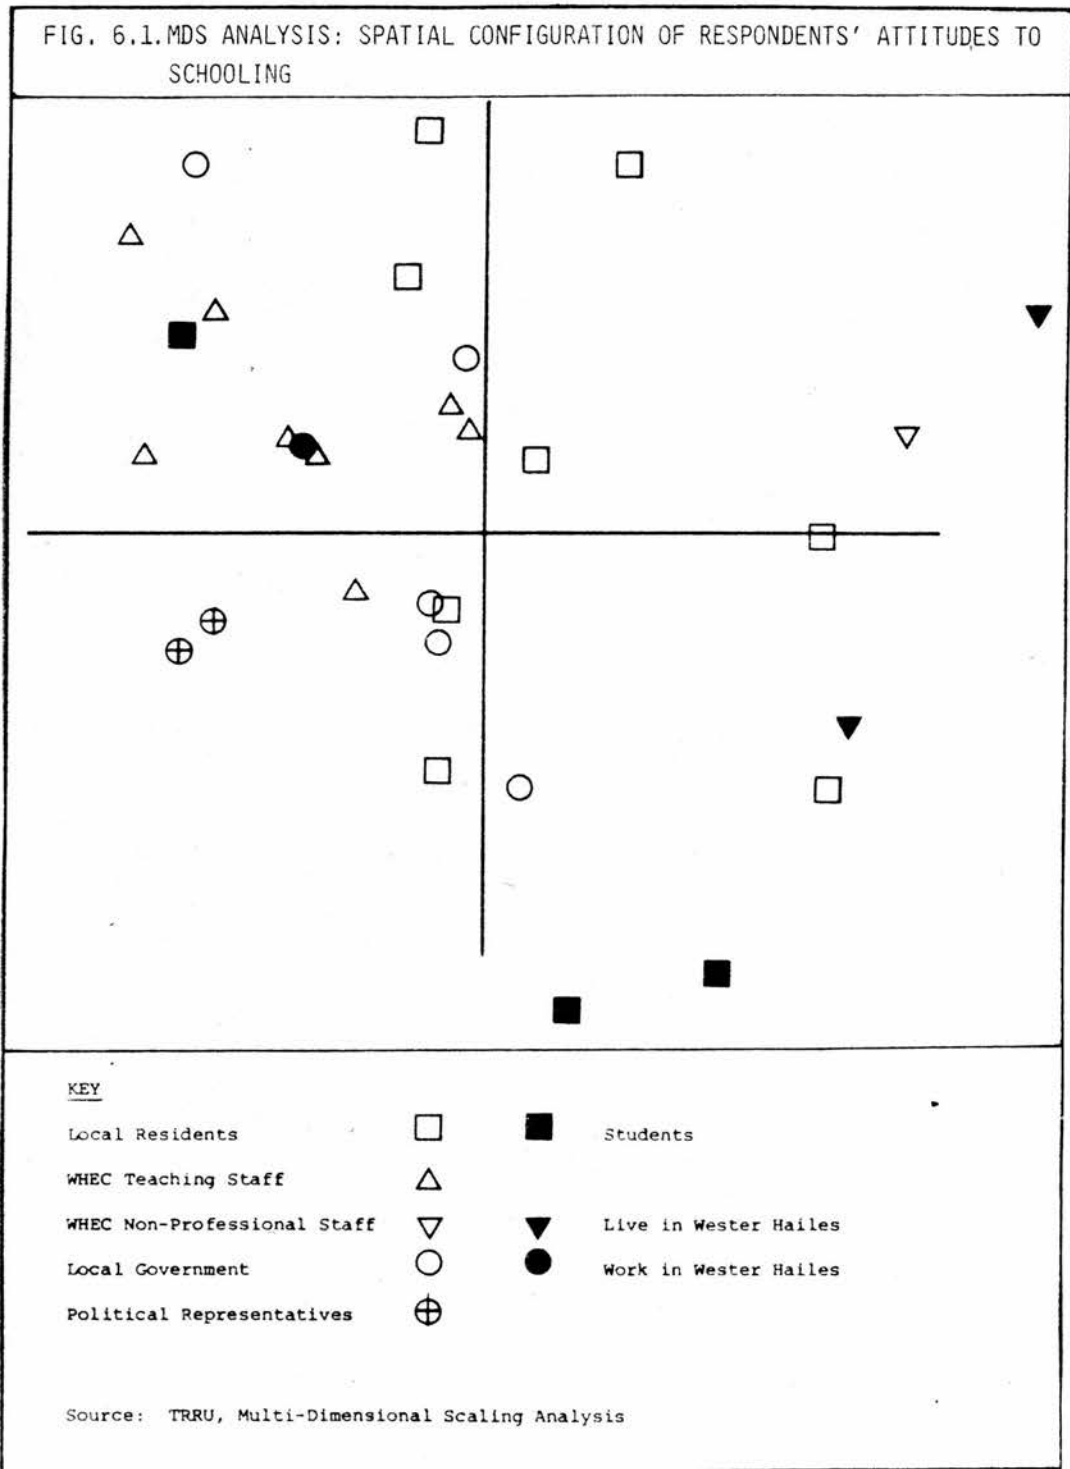 FIG. 6.1. MDS ANALYSIS: SPATIAL CONFIGURATION OF RESPONDENTS' ATTITUDES TO
SCHOOLING
KEY
Local Residents Students
WHEC Teaching Staff
WHEC Non-Professional Staff Live in Wester Hailes
Local Government Work in Wester Hailes
Political Representatives
Source: TRRU, Multi-Dimensional Scaling Analysis